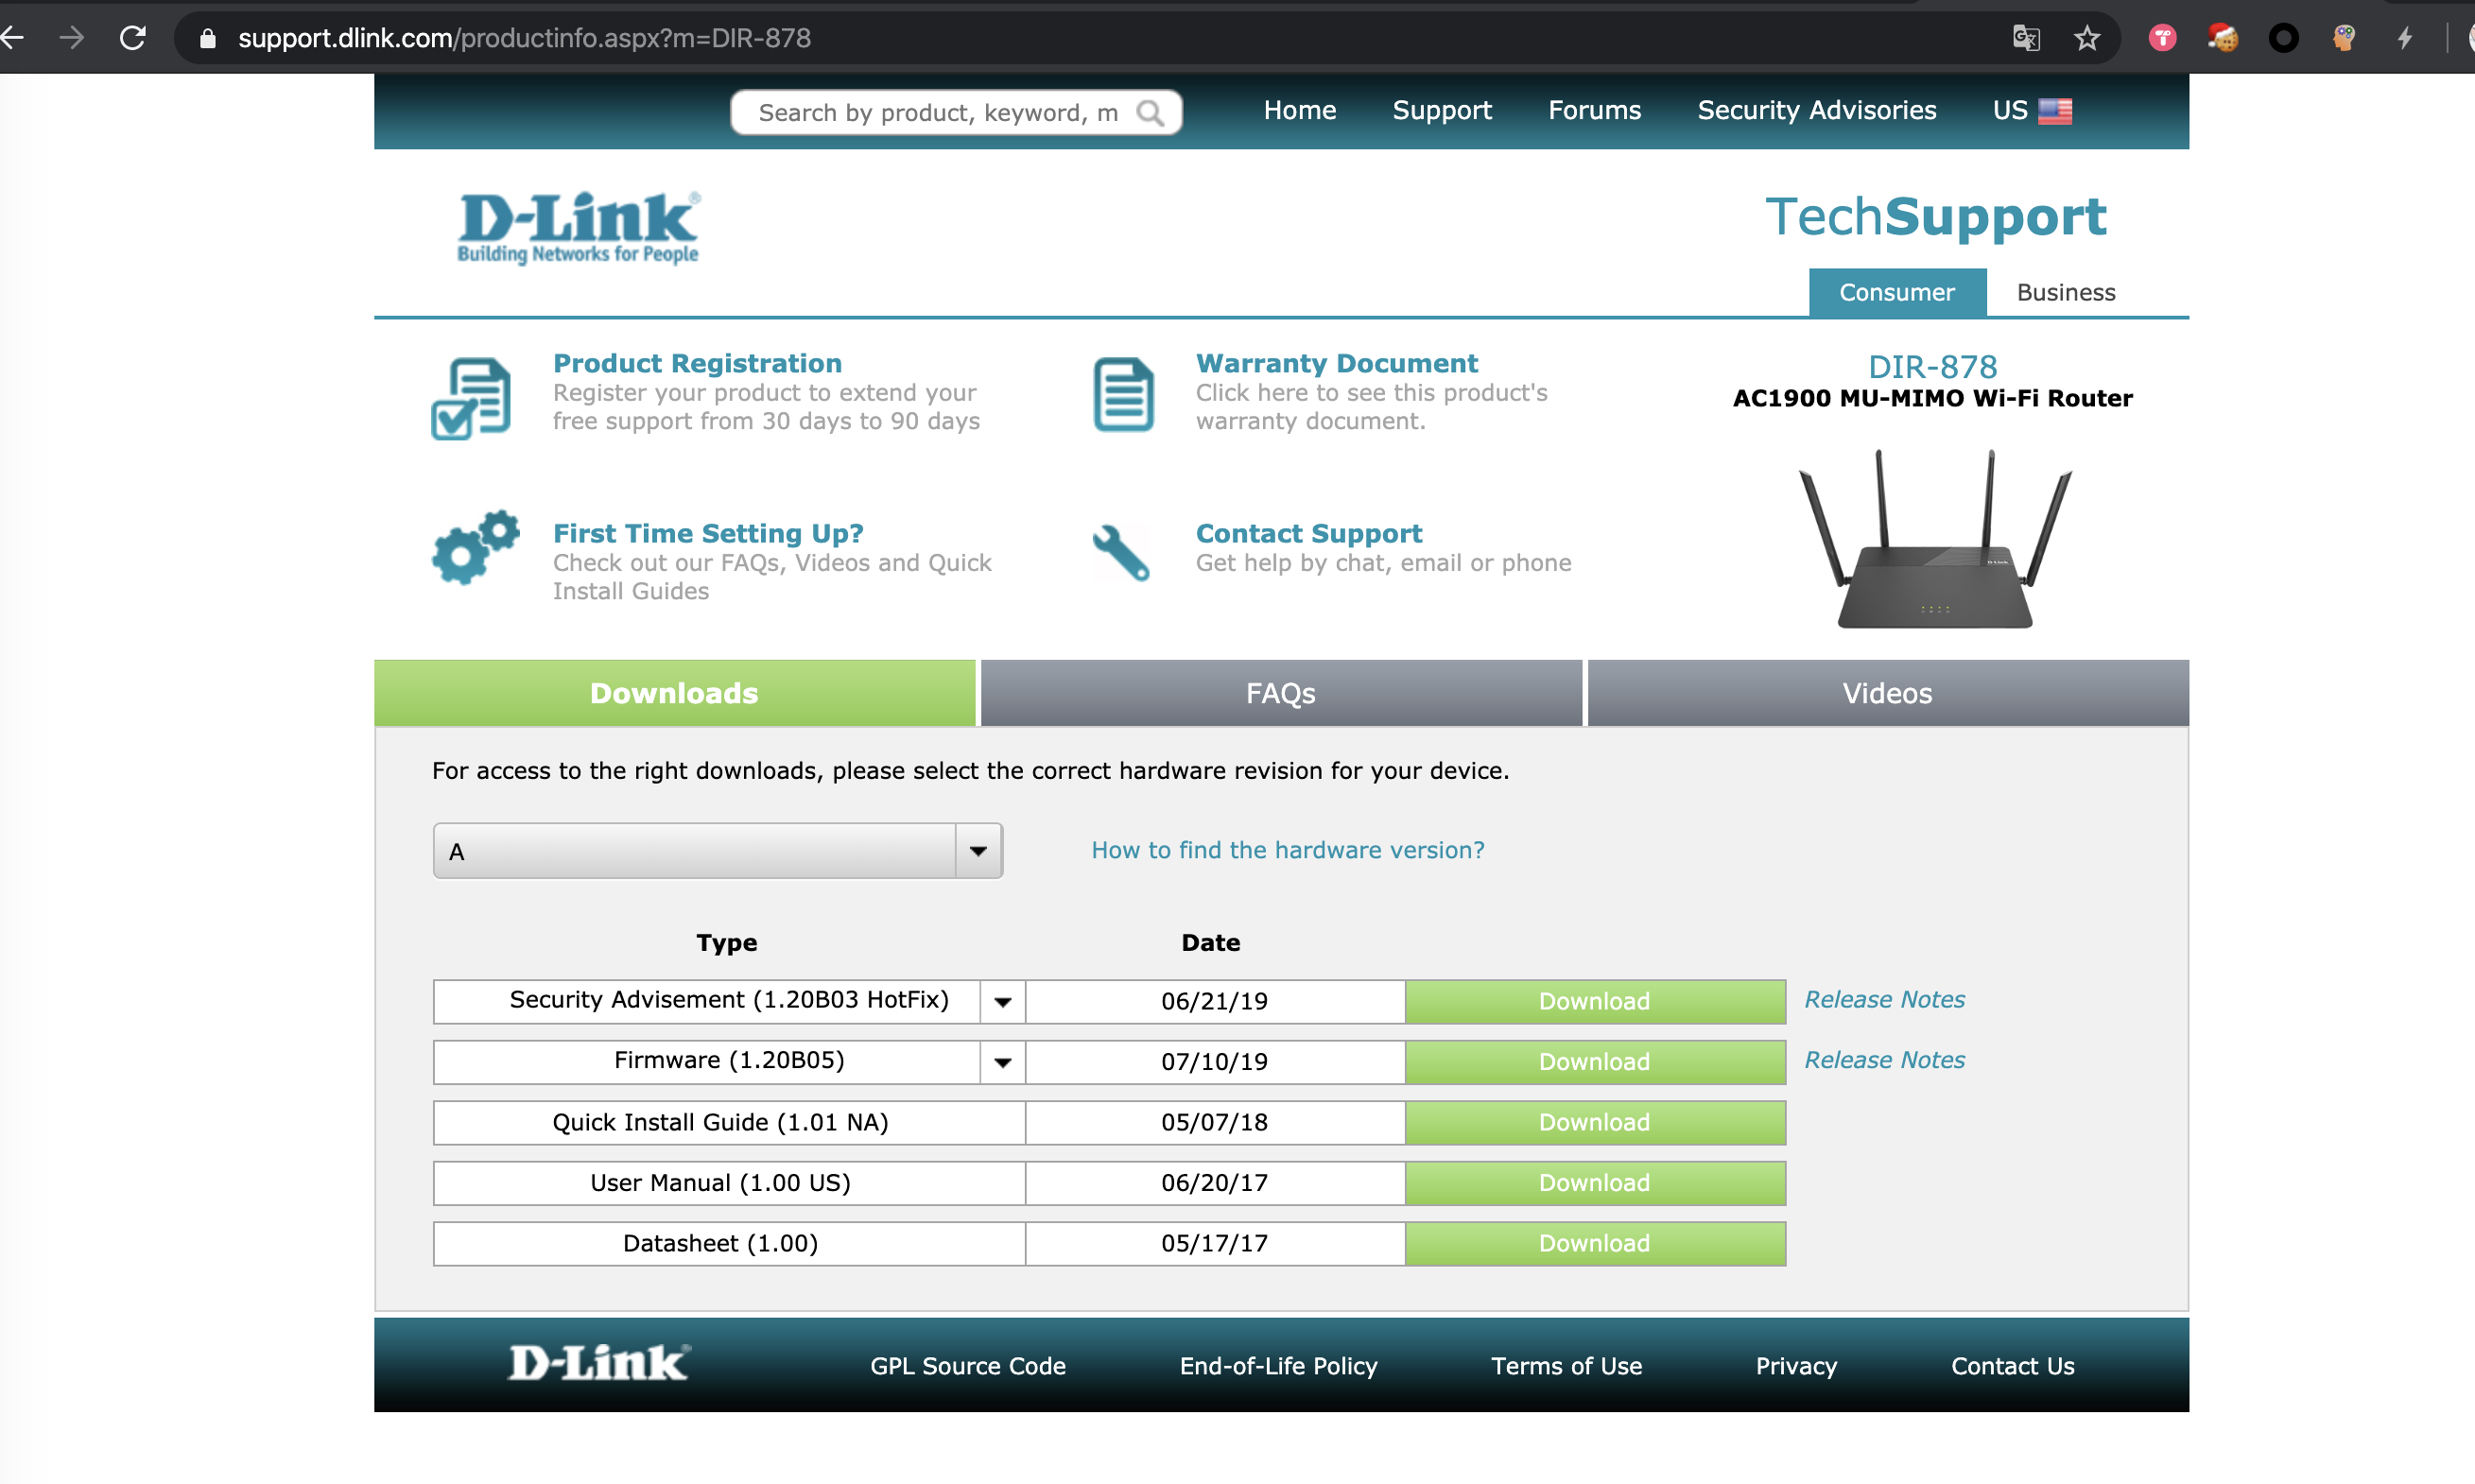 support.dlink.com/productinfo.aspx?m=DIR-878
Search by product, keyword, m
Home
Support
Forums
Security Advisories
US
D-Link®
Building Networks for People
TechSupport
Consumer
Business
Product Registration
Register your product to extend your
free support from 30 days to 90 days
Warranty Document
Click here to see this product's
warranty document.
DIR-878
AC1900 MU-MIMO Wi-Fi Router
First Time Setting Up?
Check out our FAQs, Videos and Quick
Install Guides
Contact Support
Get help by chat, email or phone
D-Link
Downloads
FAQs
Videos
For access to the right downloads, please select the correct hardware revision for your device.
A
How to find the hardware version?
Type Date
Security Advisement (1.20B03 HotFix) 06/21/19 Download Release Notes
Firmware (1.20B05) 07/10/19 Download Release Notes
Quick Install Guide (1.01 NA) 05/07/18 Download
User Manual (1.00 US) 06/20/17 Download
Datasheet (1.00) 05/17/17 Download
D-Link®
GPL Source Code
End-of-Life Policy
Terms of Use
Privacy
Contact Us